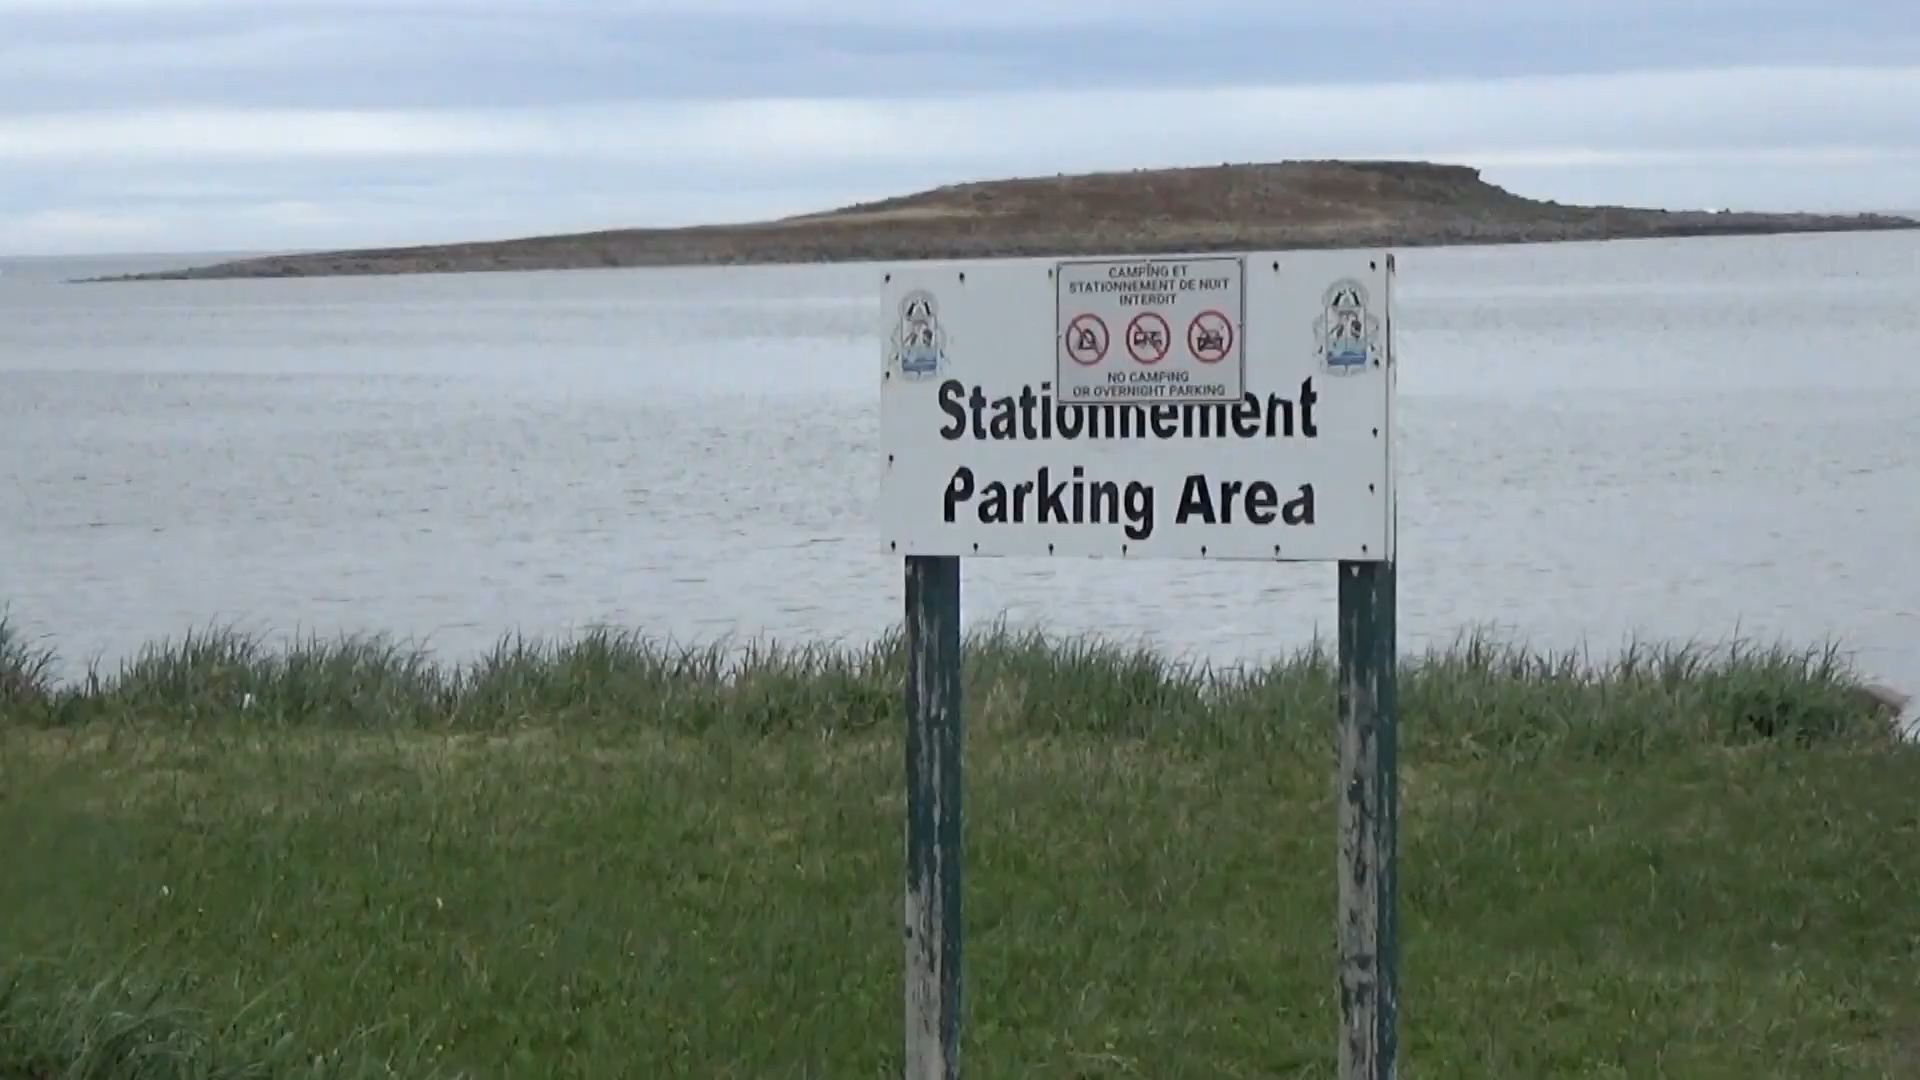 CAMPING ET
STATIONNEMENT DE NUIT
INTERDIT
NO CAMPING
OR OVERNIGHT PARKING
Stationnement
Parking Area